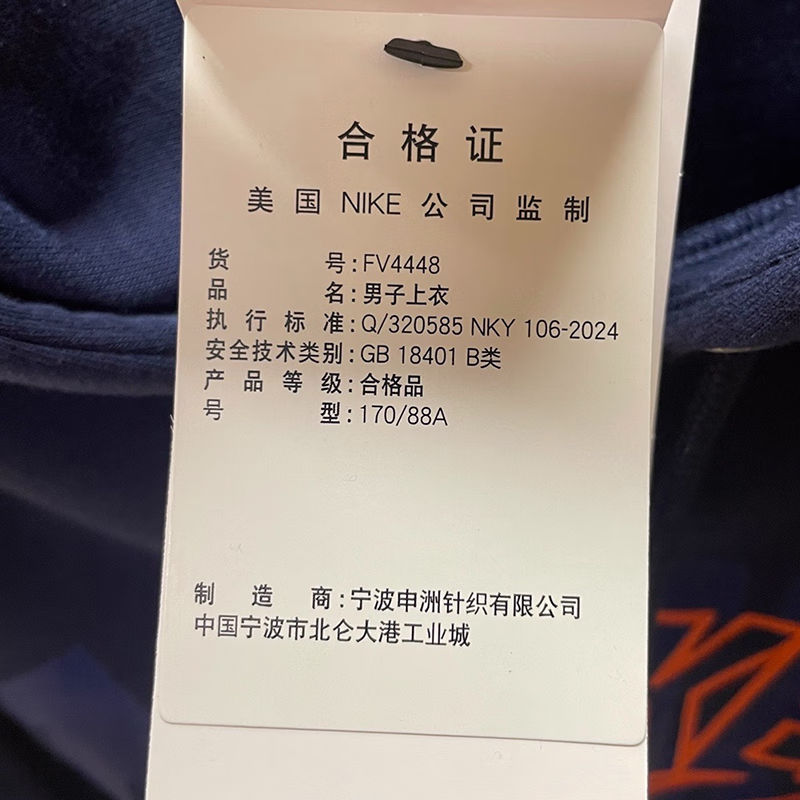 合格证
美国 NIKE 公司监制
货号:FV4448
品名:男子上衣
执行标准:Q/320585 NKY 106-2024
安全技术类别:GB 18401 B类
产品等级:合格品
号型:170/88A
制造商:宁波申洲针织有限公司
中国宁波市北仑大港工业城